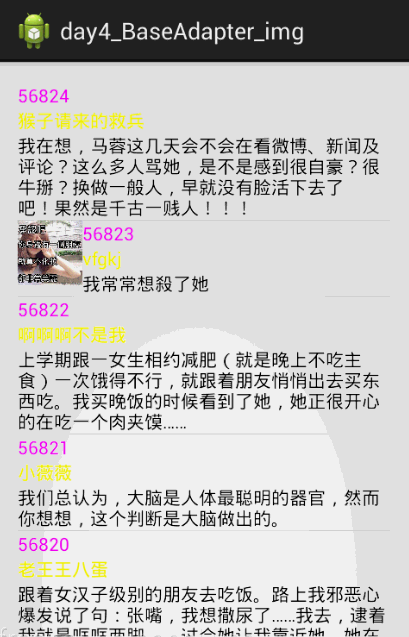 day4_BaseAdapter_img
56824
猴子请来的救兵
我在想，马蓉这几天会不会在看微博、新闻及
评论？这么多人骂她，是不是感到很自豪？很
牛掰？换做一般人，早就没有脸活下去了
吧！果然是千古一贱人！！！
56823
vfgkj
我常常想殺了她
56822
啊啊啊不是我
上学期跟一女生相约减肥（就是晚上不吃主
食）一次饿得不行，就跟着朋友悄悄出去买东
西吃。我买晚饭的时候看到了她，她正很开心
的在吃一个肉夹馍……
56821
小薇薇
我们总认为，大脑是人体最聪明的器官，然而
你想想，这个判断是大脑做出的。
56820
老王王八蛋
跟着女汉子级别的朋友去吃饭。路上我邪恶心
爆发说了句：张嘴，我想撒尿了……我去，逮着